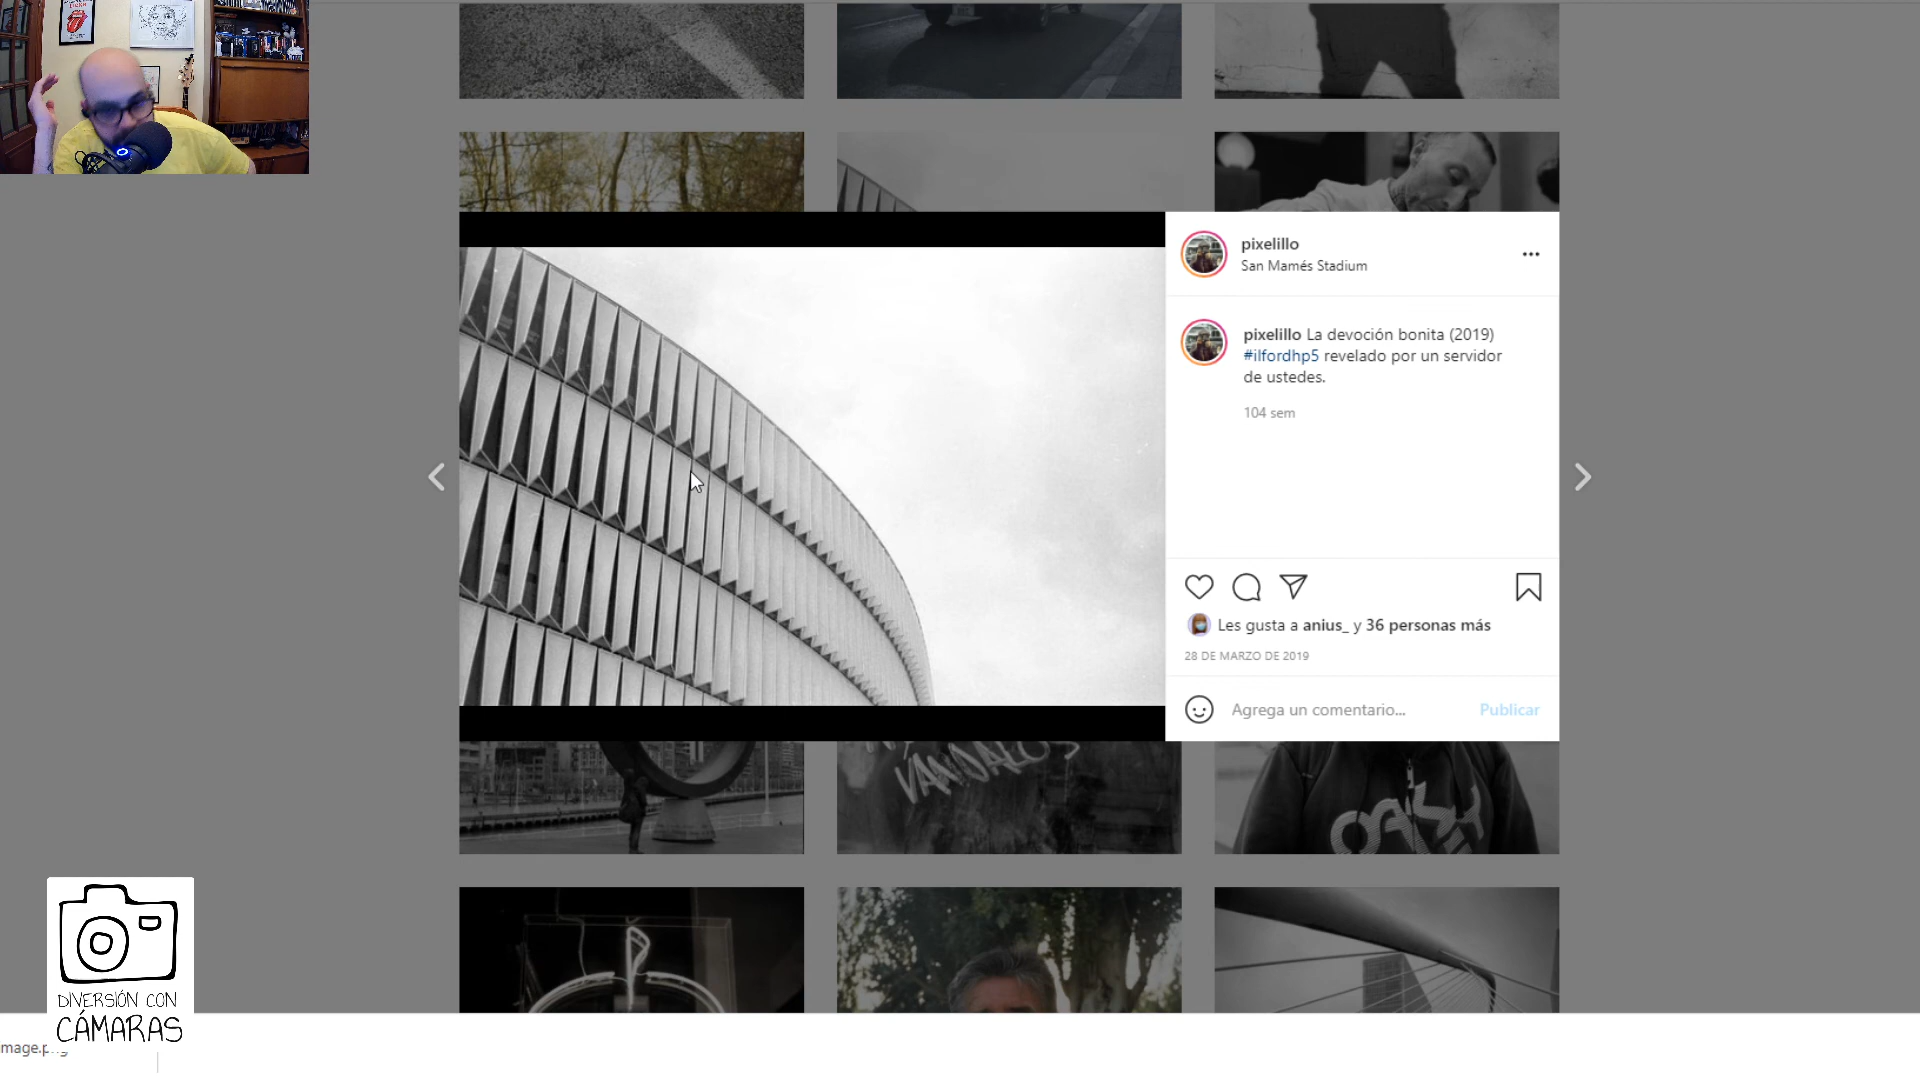 pixelillo
San Mamés Stadium
pixelillo La devoción bonita (2019)
#ilfordhp5 revelado por un servidor
de ustedes.
104 sem
Les gusta a anius_ y 36 personas más
28 DE MARZO DE 2019
Agrega un comentario...
Publicar
VÁNDALOS
DIVERSIÓN CON
CÁMARAS